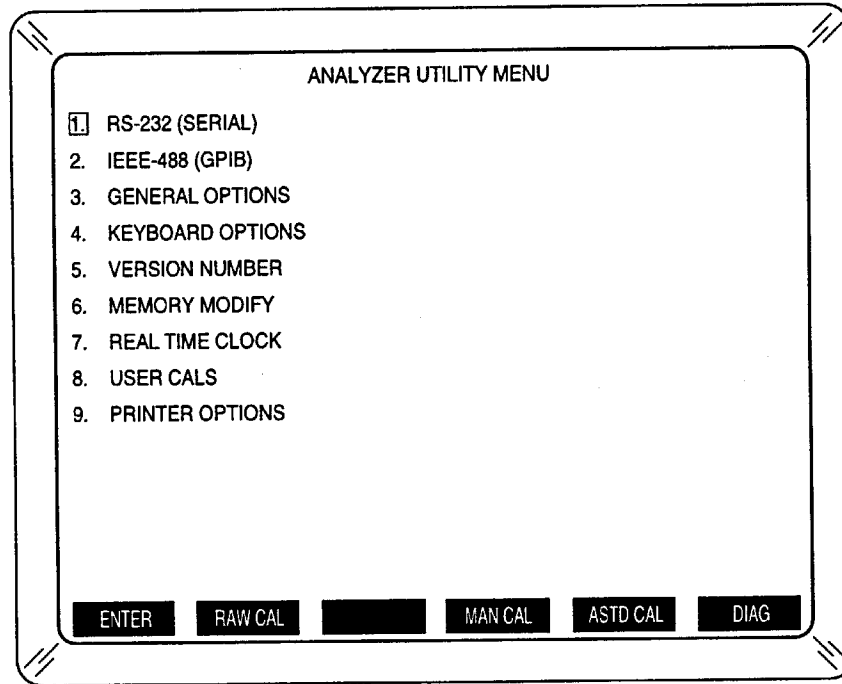 ANALYZER UTILITY MENU
1. RS-232 (SERIAL)
2. IEEE-488 (GPIB)
3. GENERAL OPTIONS
4. KEYBOARD OPTIONS
5. VERSION NUMBER
6. MEMORY MODIFY
7. REAL TIME CLOCK
8. USER CALS
9. PRINTER OPTIONS
ENTER RAW CAL MAN CAL ASTD CAL DIAG